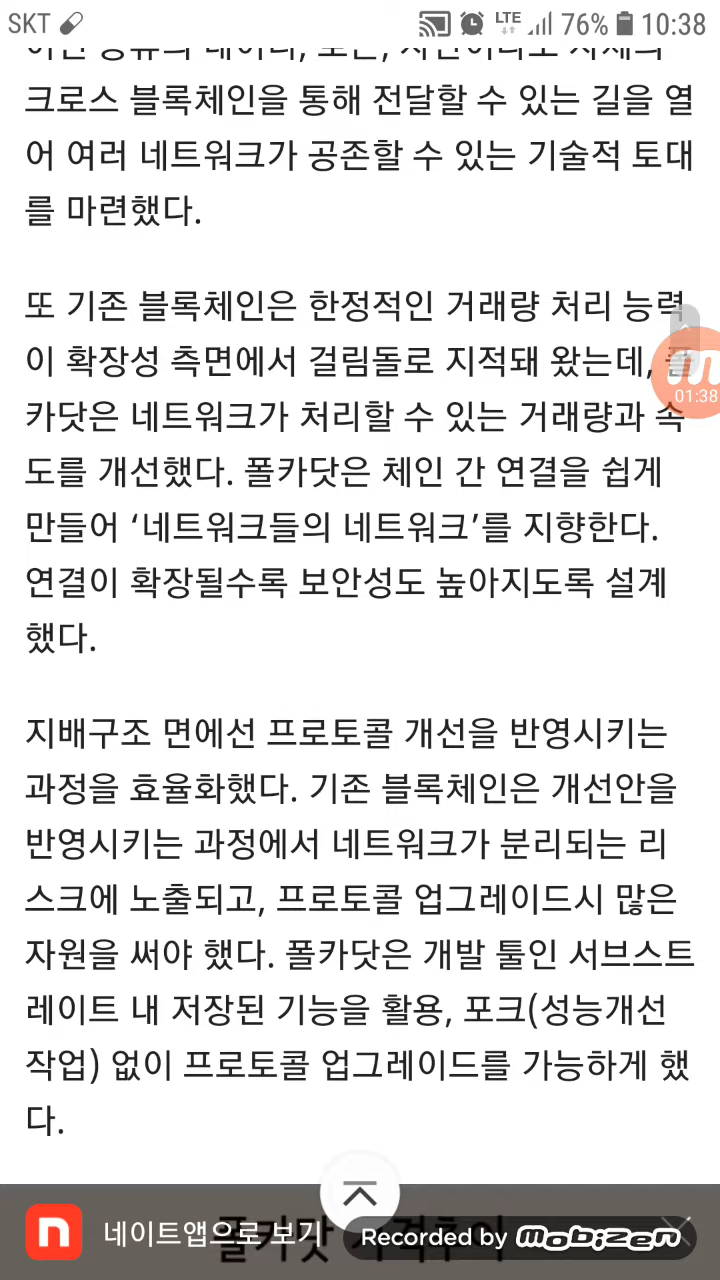 SKT LTE 76% 10:38
크로스 블록체인을 통해 전달할 수 있는 길을 열
어 여러 네트워크가 공존할 수 있는 기술적 토대
를 마련했다.
또 기존 블록체인은 한정적인 거래량 처리 능력
이 확장성 측면에서 걸림돌로 지적돼 왔는데, 폴
01:38
카닷은 네트워크가 처리할 수 있는 거래량과 속
도를 개선했다. 폴카닷은 체인 간 연결을 쉽게
만들어 ‘네트워크들의 네트워크’를 지향한다.
연결이 확장될수록 보안성도 높아지도록 설계
했다.
지배구조 면에선 프로토콜 개선을 반영시키는
과정을 효율화했다. 기존 블록체인은 개선안을
반영시키는 과정에서 네트워크가 분리되는 리
스크에 노출되고, 프로토콜 업그레이드시 많은
자원을 써야 했다. 폴카닷은 개발 툴인 서브스트
레이트 내 저장된 기능을 활용, 포크(성능개선
작업) 없이 프로토콜 업그레이드를 가능하게 했
다.
n 네이트앱으로 보기
Recorded by Mobizen